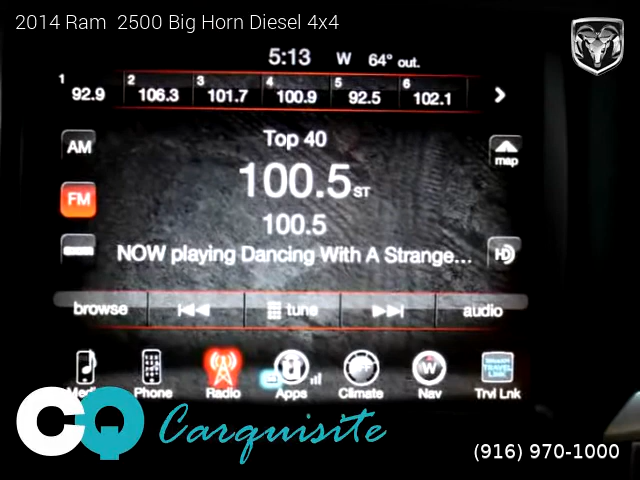 2014 Ram 2500 Big Horn Diesel 4x4
5:13 W 64° out.
1 92.9 2 106.3 3 101.7 4 100.9 5 92.5 6 102.1
AM
Top 40
map
FM
100.5 ST
100.5
NOW playing Dancing With A Strange...
HD
browse tune audio
Media Phone Radio Apps Climate Nav Trvl Lnk
CQ Carquisite
(916) 970-1000